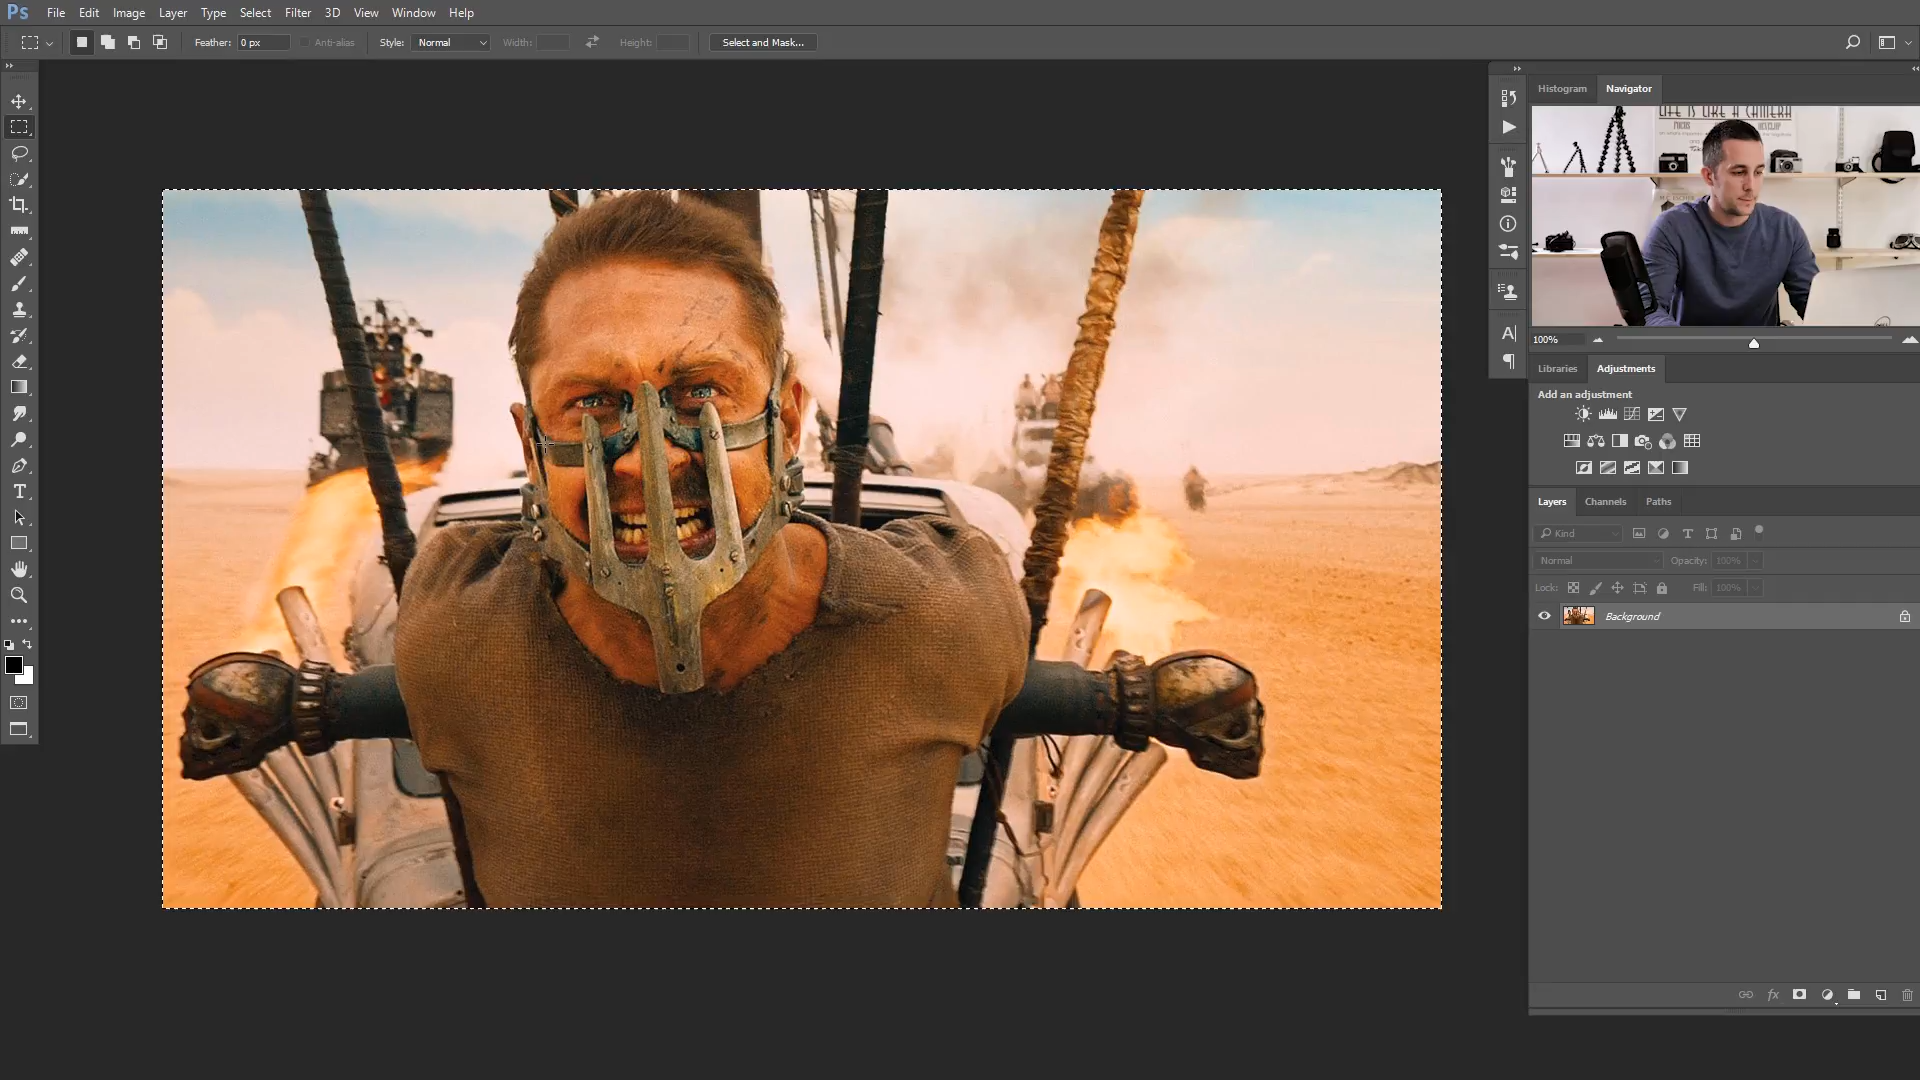 Ps File Edit Image Layer Type Select Filter 3D View Window Help
Feather: 0 px Anti-alias Style: Normal Width: Height: Select and Mask...
Histogram Navigator
LIFE IS LIKE A CAMERA
100%
Libraries Adjustments
Add an adjustment
Layers Channels Paths
Kind
Normal Opacity: 100%
Lock: Fill: 100%
Background